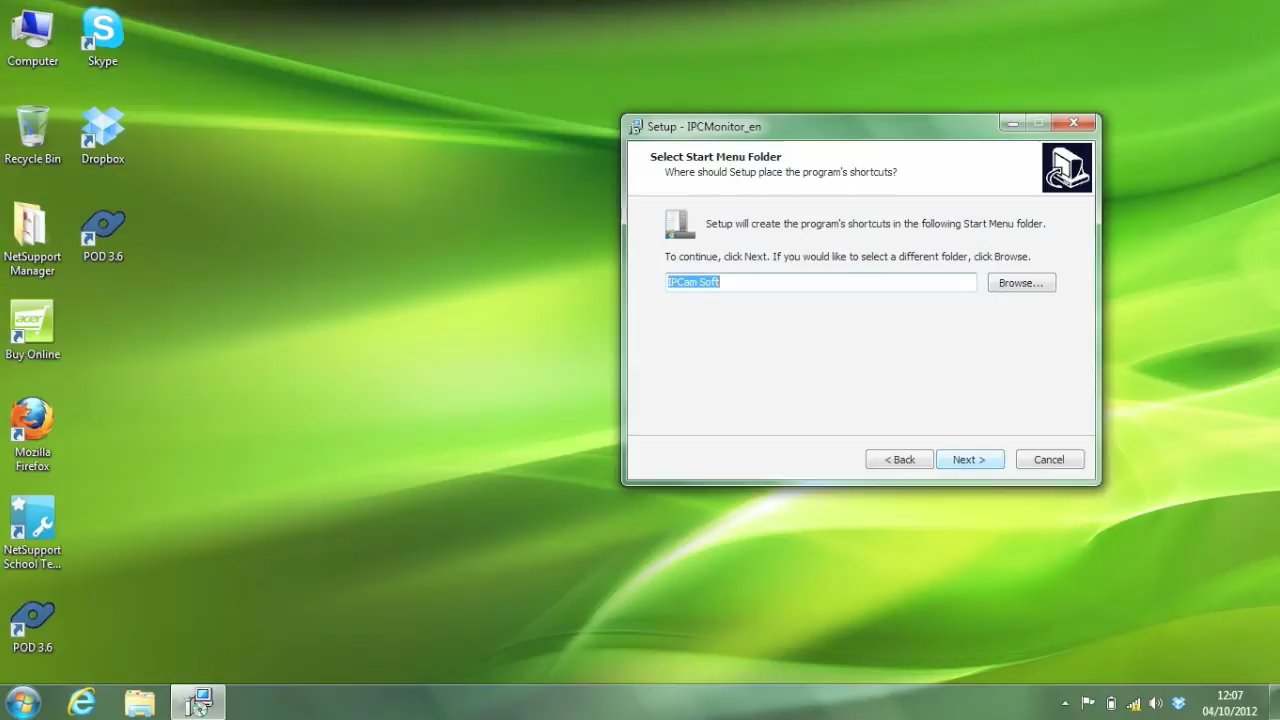 Computer
Skype
Recycle Bin
Dropbox
NetSupport
Manager
POD 3.6
acer
Buy Online
Mozilla
Firefox
NetSupport
School Te...
POD 3.6
Setup - IPCMonitor_en
Select Start Menu Folder
Where should Setup place the program's shortcuts?
Setup will create the program's shortcuts in the following Start Menu folder.
To continue, click Next. If you would like to select a different folder, click Browse.
IPCam Soft
Browse...
< Back
Next >
Cancel
12:07
04/10/2012